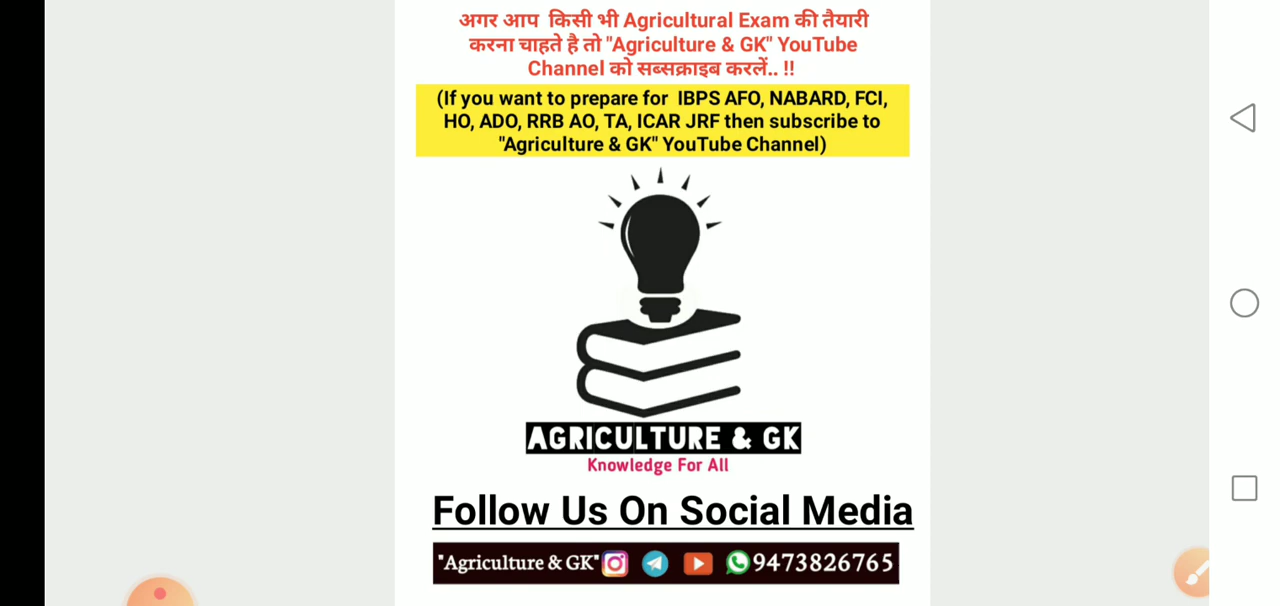 अगर आप किसी भी Agricultural Exam की तैयारी
करना चाहते है तो "Agriculture & GK" YouTube
Channel को सब्सक्राइब करलें.. !!
(If you want to prepare for IBPS AFO, NABARD, FCI,
HO, ADO, RRB AO, TA, ICAR JRF then subscribe to
"Agriculture & GK" YouTube Channel)
AGRICULTURE & GK
Knowledge For All
Follow Us On Social Media
"Agriculture & GK" 9473826765